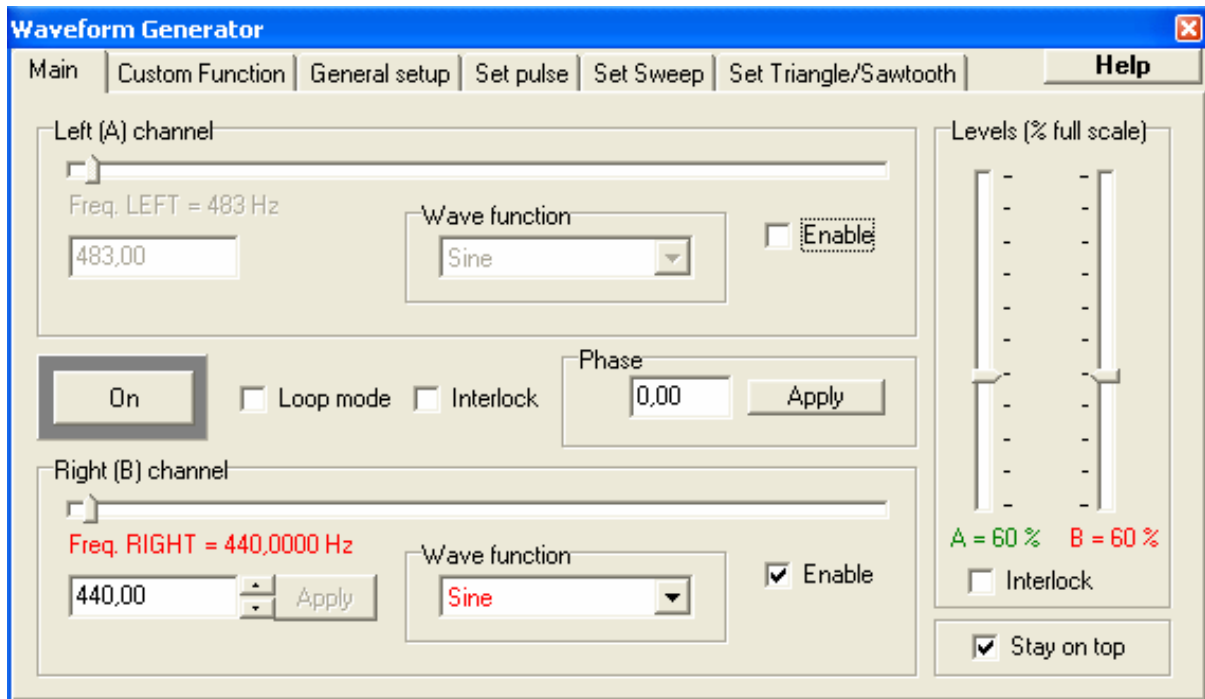 Waveform Generator
Main Custom Function General setup Set pulse Set Sweep Set Triangle/Sawtooth Help
Left (A) channel
Freq. LEFT = 483 Hz
483,00
Wave function
Sine
Enable
On
Loop mode
Interlock
Phase
0,00
Apply
Right (B) channel
Freq. RIGHT = 440,0000 Hz
440,00
Apply
Wave function
Sine
Enable
Levels (% full scale)
A = 60 % B = 60 %
Interlock
Stay on top